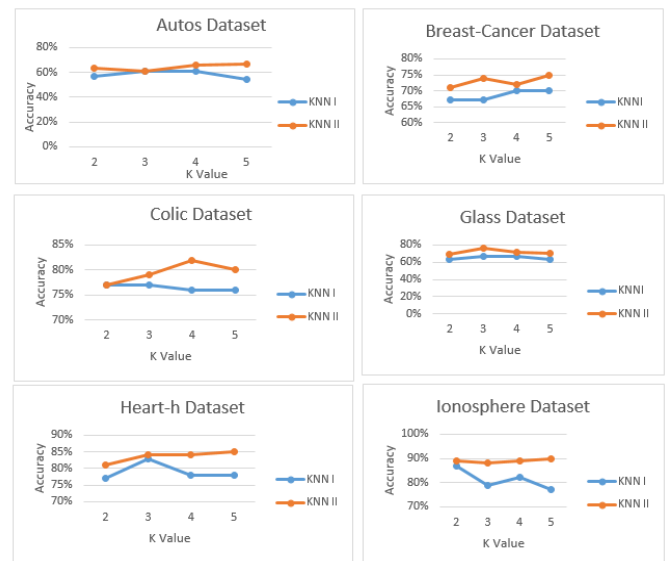 Autos Dataset
80%
60%
40%
20%
0%
Accuracy
2 3 4 5
K Value
KNN I
KNN II
Breast-Cancer Dataset
80%
75%
70%
65%
60%
Accuracy
2 3 4 5
K Value
KNNI
KNN II
Colic Dataset
85%
80%
75%
70%
Accuracy
2 3 4 5
K Value
KNN I
KNN II
Glass Dataset
80%
60%
40%
20%
0%
Accuracy
2 3 4 5
K Value
KNNI
KNN II
Heart-h Dataset
90%
85%
80%
75%
70%
Accuracy
2 3 4 5
K Value
KNN I
KNN II
Ionosphere Dataset
100%
90%
80%
70%
Accuracy
2 3 4 5
K Value
KNN I
KNN II